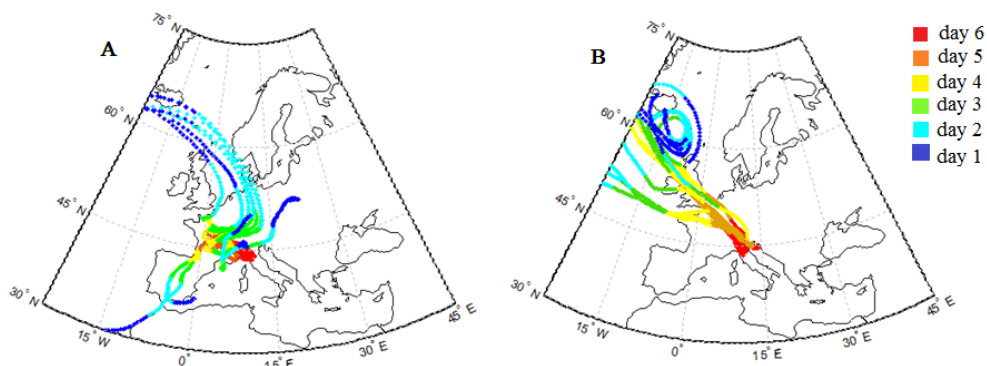 A
75° N
60° N
45° N
30° N
15° W
0°
15° E
30° E
45° E
B
75° N
60° N
45° N
30° N
15° W
0°
15° E
30° E
45° E
day 6
day 5
day 4
day 3
day 2
day 1